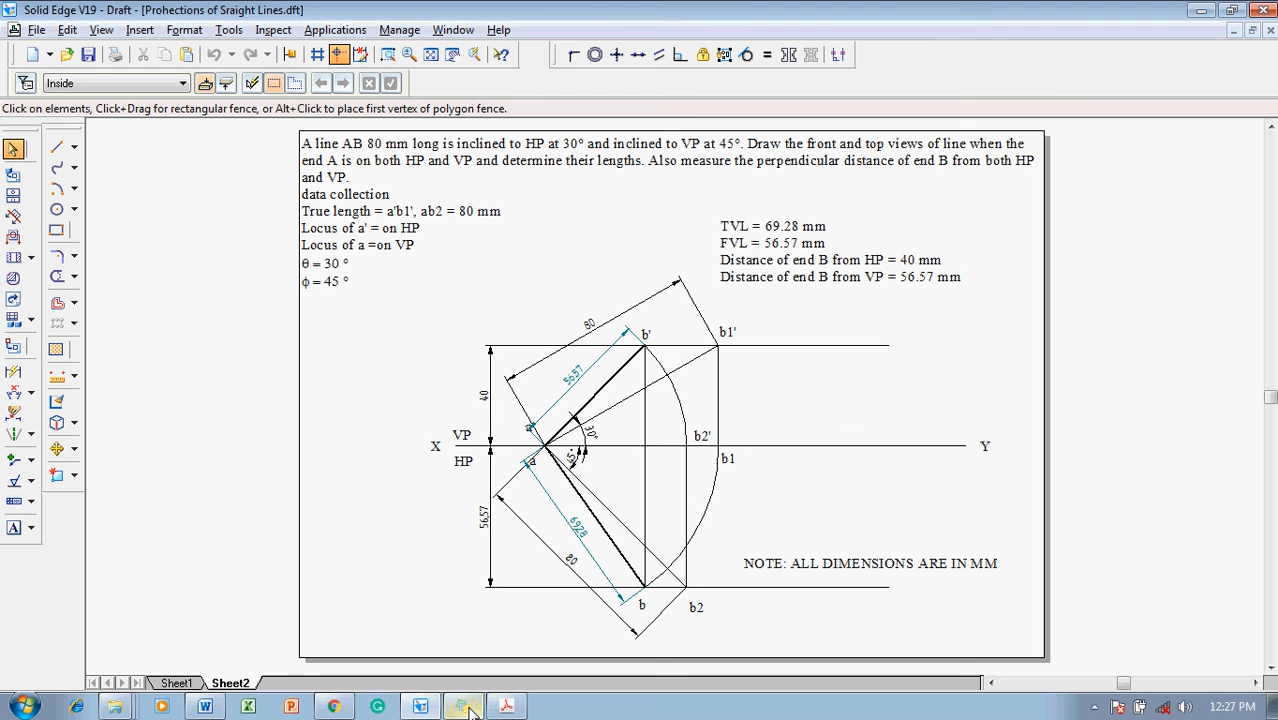 Solid Edge V19 - Draft - [Prohections of Sraight Lines.dft]
File Edit View Insert Format Tools Inspect Applications Manage Window Help
Inside
Click on elements, Click+Drag for rectangular fence, or Alt+Click to place first vertex of polygon fence.
A line AB 80 mm long is inclined to HP at 30° and inclined to VP at 45°. Draw the front and top views of line when the
end A is on both HP and VP and determine their lengths. Also measure the perpendicular distance of end B from both HP
and VP.
data collection
True length = a'b1', ab2 = 80 mm
Locus of a' = on HP
Locus of a =on VP
θ = 30 °
ϕ = 45 °
TVL = 69.28 mm
FVL = 56.57 mm
Distance of end B from HP = 40 mm
Distance of end B from VP = 56.57 mm
80
b'
b1'
56,57
40
30°
a'
VP
b2'
X
Y
HP
a
45°
b1
56,57
69,28
80
NOTE: ALL DIMENSIONS ARE IN MM
b
b2
Sheet1 Sheet2
12:27 PM